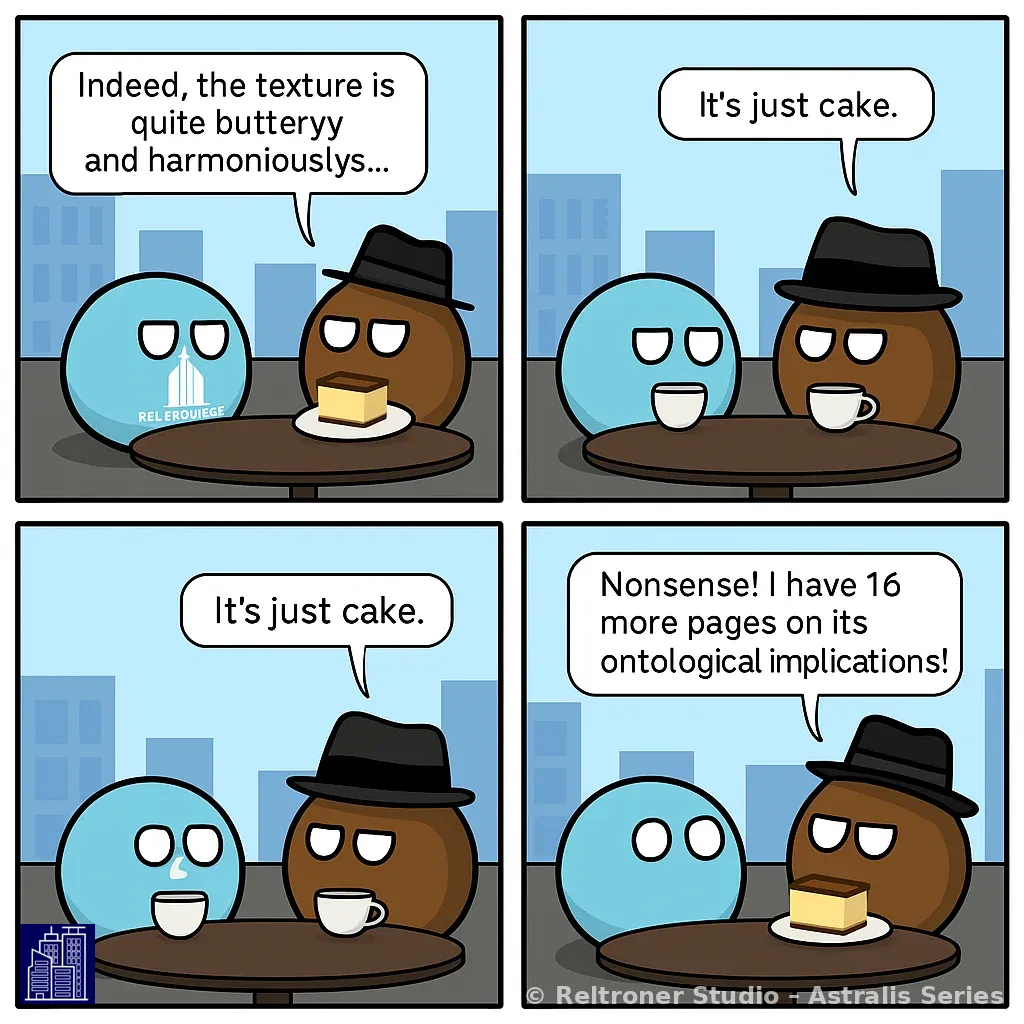 Indeed, the texture is
quite butteryy
and harmoniouslys...
REL EROUIEGE
It's just cake.
It's just cake.
Nonsense! I have 16
more pages on its
ontological implications!
© Reltroner Studio - Astralis Series